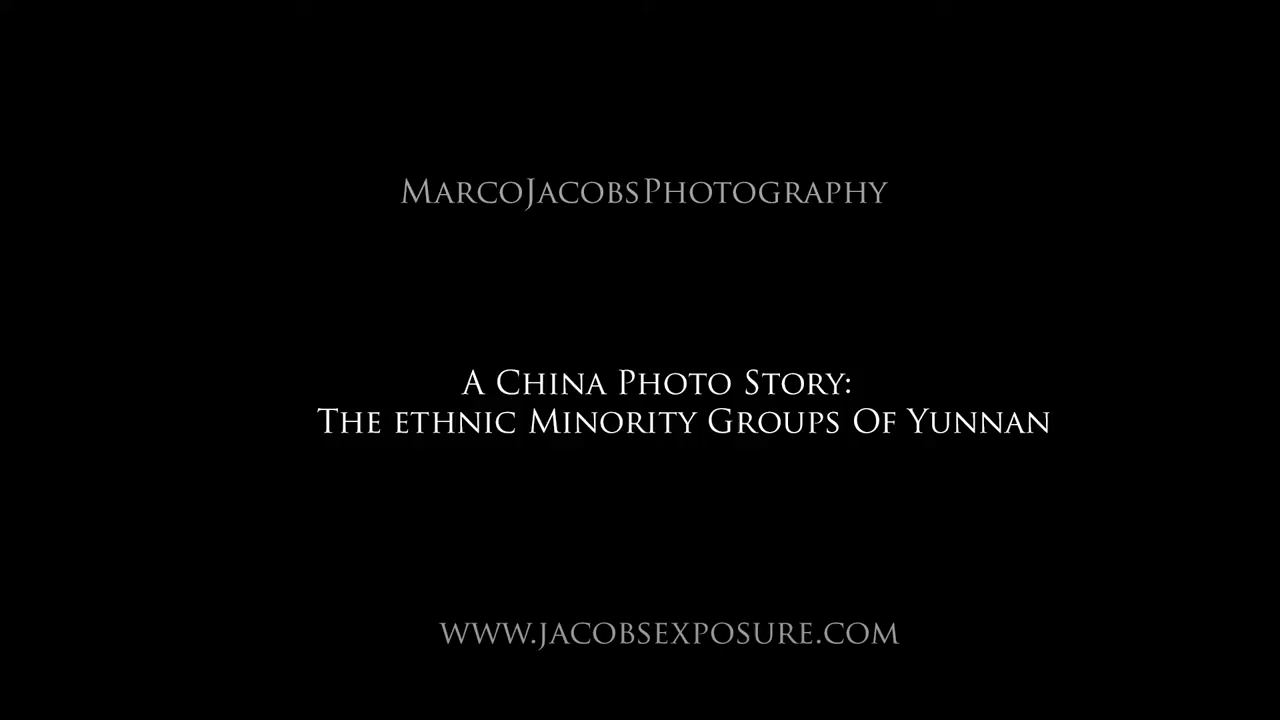 MarcoJacobsPhotography
A China Photo Story:
The ethnic Minority Groups Of Yunnan
www.jacobsexposure.com